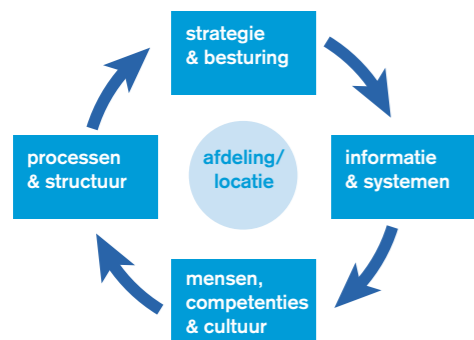 strategie
& besturing
processen
& structuur
afdeling/
locatie
informatie
& systemen
mensen,
competenties
& cultuur